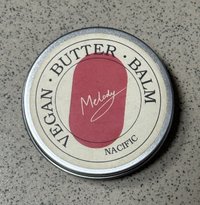 VEGAN · BUTTER · BALM
Melody
NACIFIC